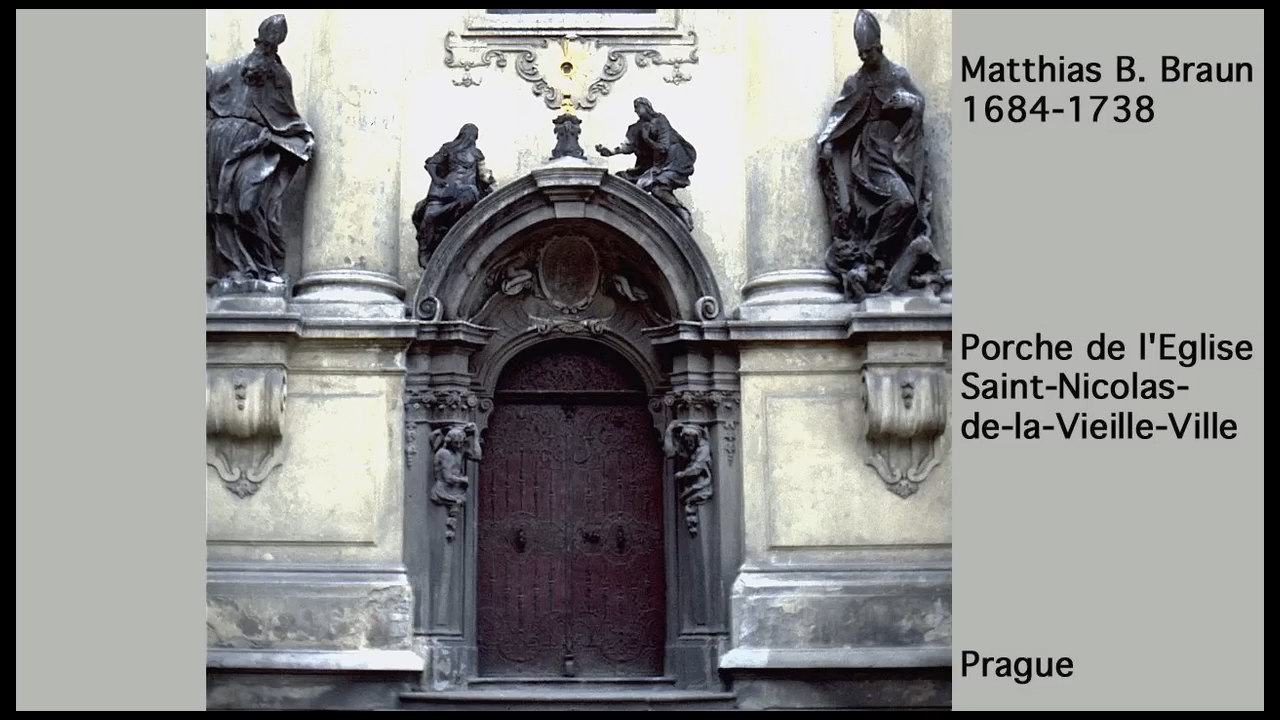 Matthias B. Braun
1684-1738
Porche de l'Eglise
Saint-Nicolas-
de-la-Vieille-Ville
Prague